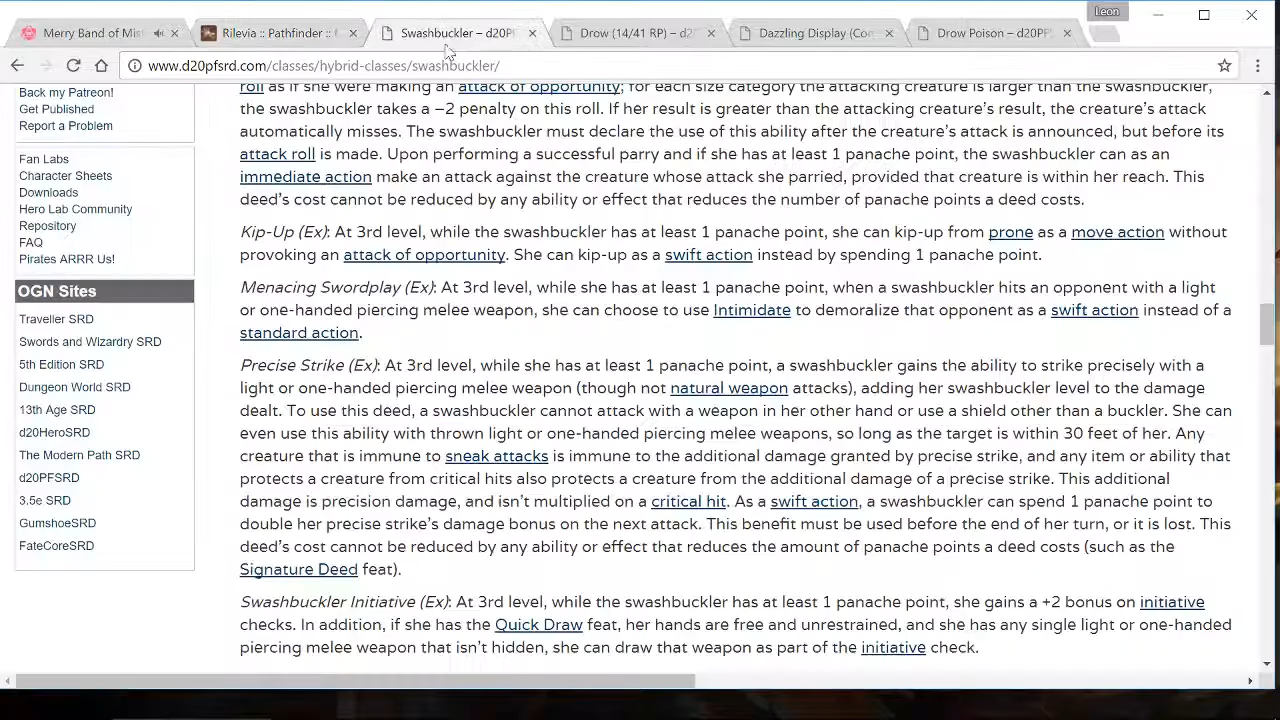 Leon
Merry Band of Mis
Rilevia :: Pathfinder ::
Swashbuckler – d20P
Drow (14/41 RP) – d2
Dazzling Display (Co
Drow Poison – d20P
www.d20pfsrd.com/classes/hybrid-classes/swashbuckler/
Back my Patreon!
Get Published
Report a Problem
Fan Labs
Character Sheets
Downloads
Hero Lab Community
Repository
FAQ
Pirates ARRR Us!
OGN Sites
Traveller SRD
Swords and Wizardry SRD
5th Edition SRD
Dungeon World SRD
13th Age SRD
d20HeroSRD
The Modern Path SRD
d20PFSRD
3.5e SRD
GumshoeSRD
FateCoreSRD
roll as if she were making an attack of opportunity; for each size category the attacking creature is larger than the swashbuckler,
the swashbuckler takes a −2 penalty on this roll. If her result is greater than the attacking creature's result, the creature's attack
automatically misses. The swashbuckler must declare the use of this ability after the creature's attack is announced, but before its
attack roll is made. Upon performing a successful parry and if she has at least 1 panache point, the swashbuckler can as an
immediate action make an attack against the creature whose attack she parried, provided that creature is within her reach. This
deed's cost cannot be reduced by any ability or effect that reduces the number of panache points a deed costs.
Kip-Up (Ex): At 3rd level, while the swashbuckler has at least 1 panache point, she can kip-up from prone as a move action without
provoking an attack of opportunity. She can kip-up as a swift action instead by spending 1 panache point.
Menacing Swordplay (Ex): At 3rd level, while she has at least 1 panache point, when a swashbuckler hits an opponent with a light
or one-handed piercing melee weapon, she can choose to use Intimidate to demoralize that opponent as a swift action instead of a
standard action.
Precise Strike (Ex): At 3rd level, while she has at least 1 panache point, a swashbuckler gains the ability to strike precisely with a
light or one-handed piercing melee weapon (though not natural weapon attacks), adding her swashbuckler level to the damage
dealt. To use this deed, a swashbuckler cannot attack with a weapon in her other hand or use a shield other than a buckler. She can
even use this ability with thrown light or one-handed piercing melee weapons, so long as the target is within 30 feet of her. Any
creature that is immune to sneak attacks is immune to the additional damage granted by precise strike, and any item or ability that
protects a creature from critical hits also protects a creature from the additional damage of a precise strike. This additional
damage is precision damage, and isn't multiplied on a critical hit. As a swift action, a swashbuckler can spend 1 panache point to
double her precise strike's damage bonus on the next attack. This benefit must be used before the end of her turn, or it is lost. This
deed's cost cannot be reduced by any ability or effect that reduces the amount of panache points a deed costs (such as the
Signature Deed feat).
Swashbuckler Initiative (Ex): At 3rd level, while the swashbuckler has at least 1 panache point, she gains a +2 bonus on initiative
checks. In addition, if she has the Quick Draw feat, her hands are free and unrestrained, and she has any single light or one-handed
piercing melee weapon that isn't hidden, she can draw that weapon as part of the initiative check.